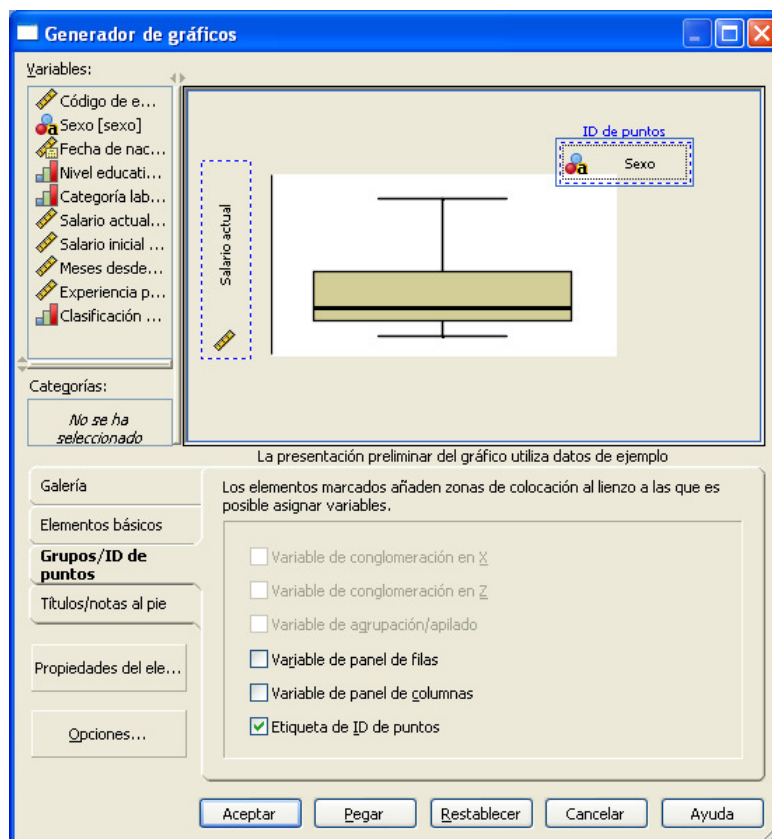 Generador de gráficos
Variables:
Código de e...
Sexo [sexo]
Fecha de nac...
Nivel educati...
Categoría lab...
Salario actual...
Salario inicial ...
Meses desde...
Experiencia p...
Clasificación ...
Categorías:
No se ha
seleccionado
ID de puntos
Sexo
Salario actual
La presentación preliminar del gráfico utiliza datos de ejemplo
Galería
Elementos básicos
Grupos/ID de
puntos
Títulos/notas al pie
Propiedades del ele...
Opciones...
Los elementos marcados añaden zonas de colocación al lienzo a las que es
posible asignar variables.
Variable de conglomeración en X
Variable de conglomeración en Z
Variable de agrupación/apilado
Variable de panel de filas
Variable de panel de columnas
Etiqueta de ID de puntos
Aceptar
Pegar
Restablecer
Cancelar
Ayuda